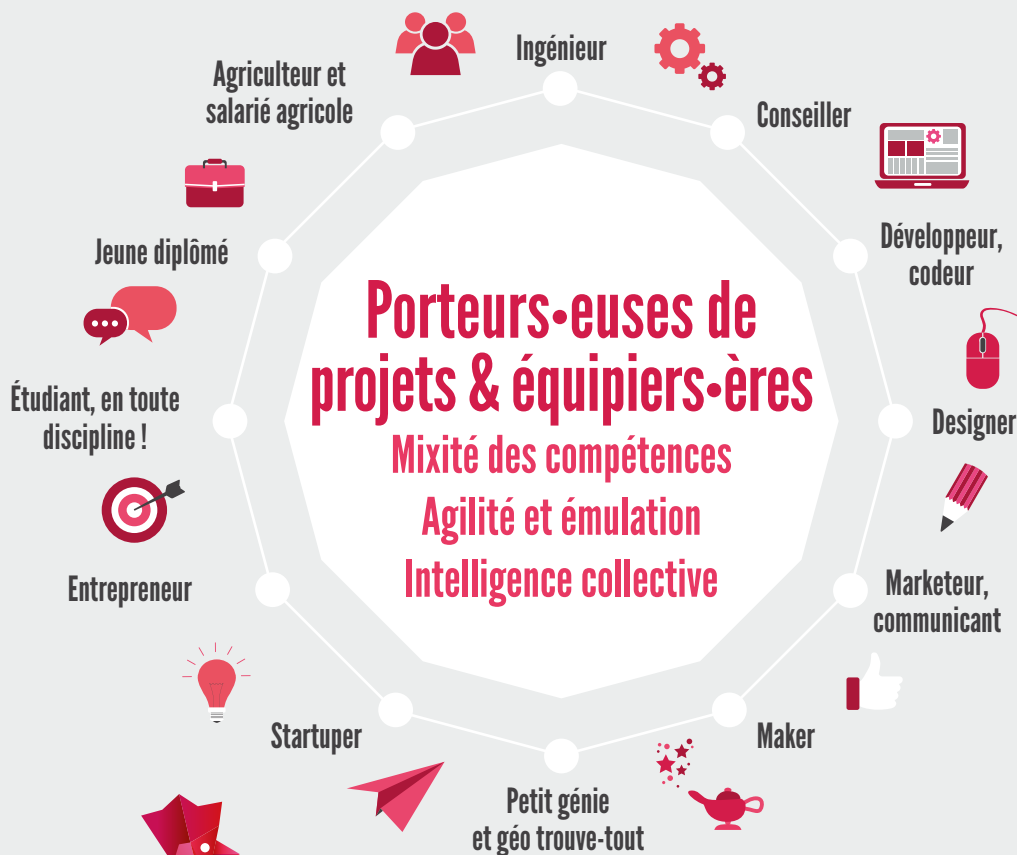 Ingénieur
Conseiller
Développeur,
codeur
Designer
Marketeur,
communicant
Maker
Petit génie
et géo trouve-tout
Startuper
Entrepreneur
Étudiant, en toute
discipline !
Jeune diplômé
Agriculteur et
salarié agricole
Porteurs•euses de
projets & équipiers•ères
Mixité des compétences
Agilité et émulation
Intelligence collective